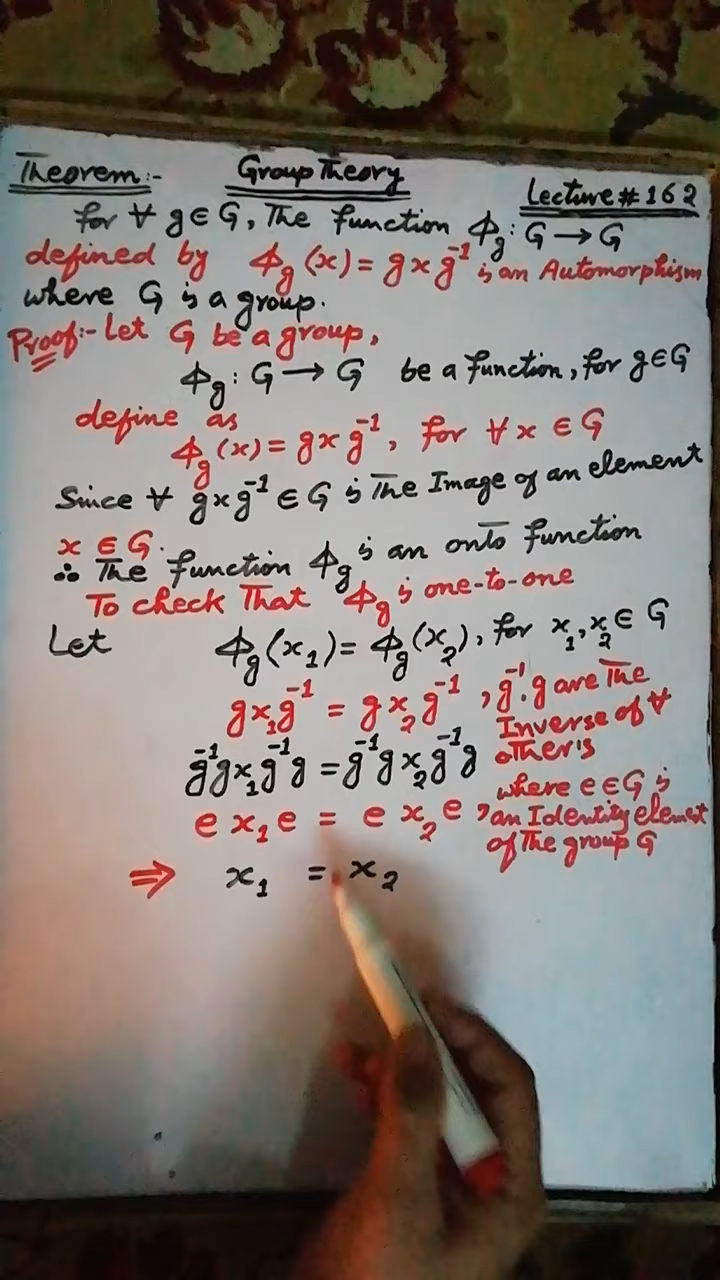 Theorem:- Group Theory Lecture # 162
for ∀ g∈G, The function Φg : G → G
defined by Φg(x) = gxg⁻¹ is an Automorphism
where G is a group.
Proof:- Let G be a group,
Φg : G → G be a function, for g∈G
define as
Φg(x) = gxg⁻¹, for ∀ x ∈ G
Since ∀ gxg⁻¹ ∈ G is The Image of an element
x ∈ G.
∴ The function Φg is an onto function
To check That Φg is one-to-one
Let Φg(x₁) = Φg(x₂), for x₁,x₂ ∈ G
gx₁g⁻¹ = gx₂g⁻¹, g⁻¹, g are The
Inverse of ∀
other's
g⁻¹gx₁g⁻¹g = g⁻¹gx₂g⁻¹g
where e∈G is
e x₁ e = e x₂ e, an Identity element
of The group G
⇒ x₁ = x₂